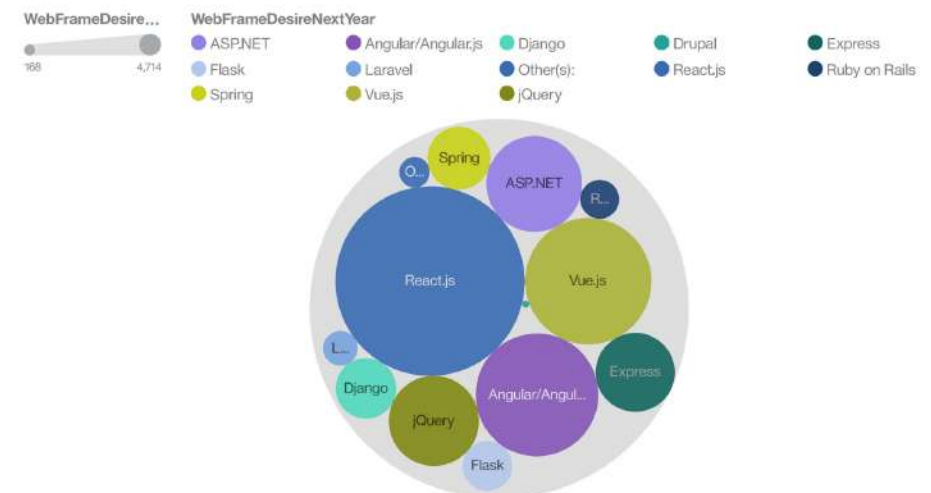 WebFrameDesire...
168 4,714
WebFrameDesireNextYear
ASP.NET Angular/Angular.js Django Drupal Express
Flask Laravel Other(s): React.js Ruby on Rails
Spring Vue.js jQuery
Spring
O...
ASP.NET
R...
React.js
Vue.js
L...
Express
Django
Angular/Angul...
jQuery
Flask